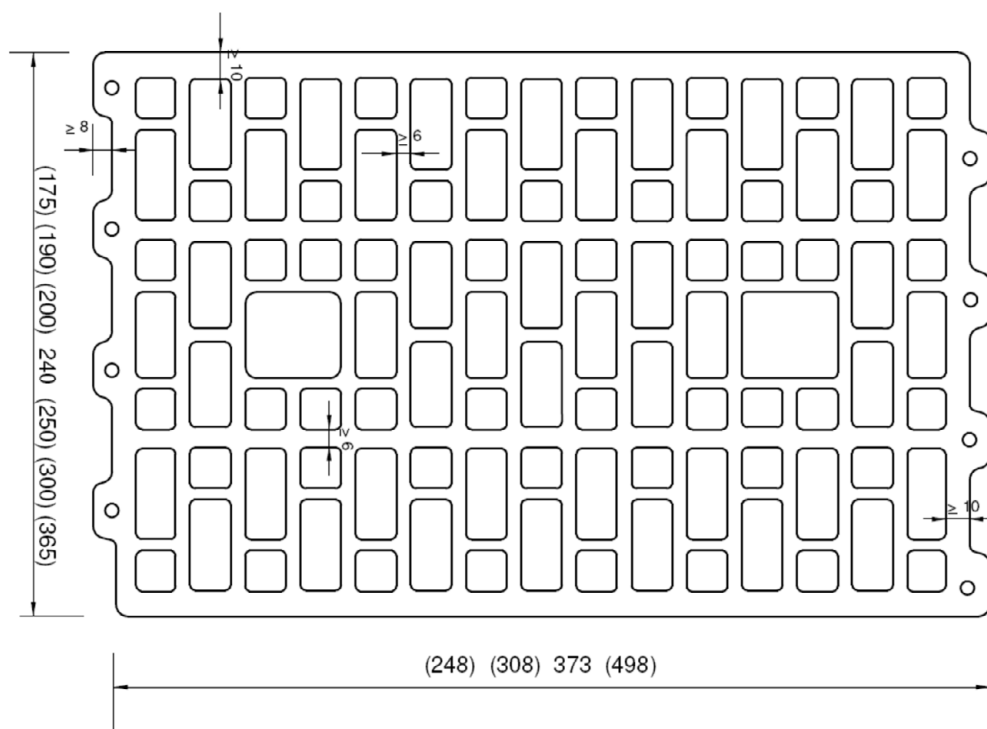 ≥ 10
≥ 8
≥ 6
(175) (190) (200) 240 (250) (300) (365)
≥ 6
≥ 10
(248) (308) 373 (498)